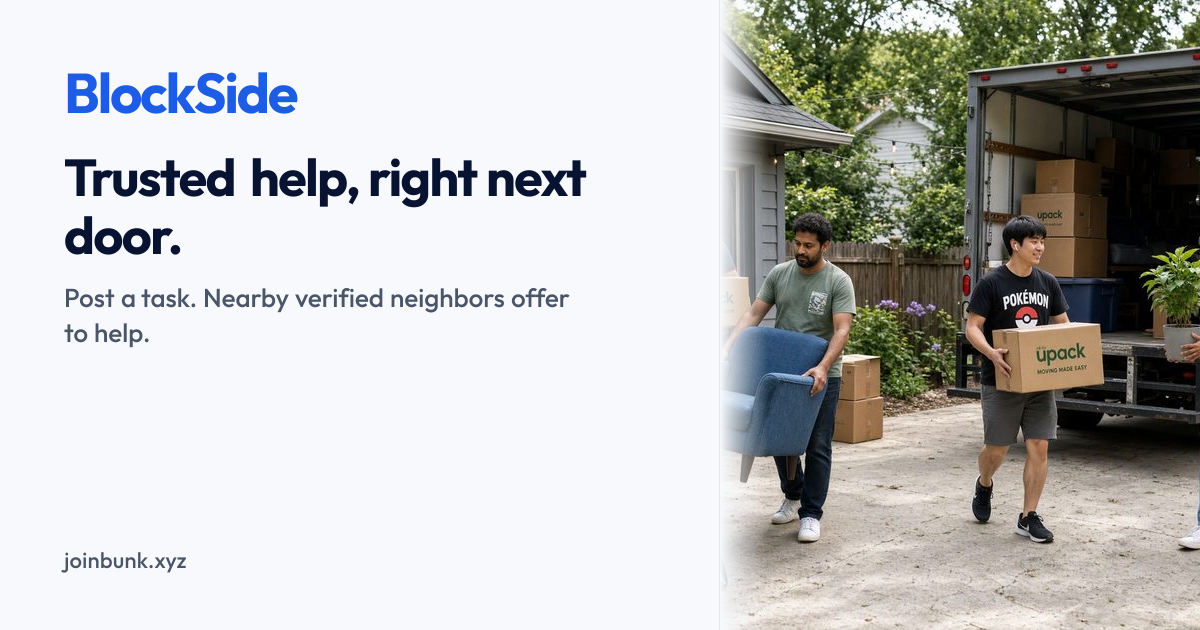 BlockSide
Trusted help, right next
door.
Post a task. Nearby verified neighbors offer
to help.
joinbunk.xyz
upack
POKÉMON
upack
MOVING MADE EASY